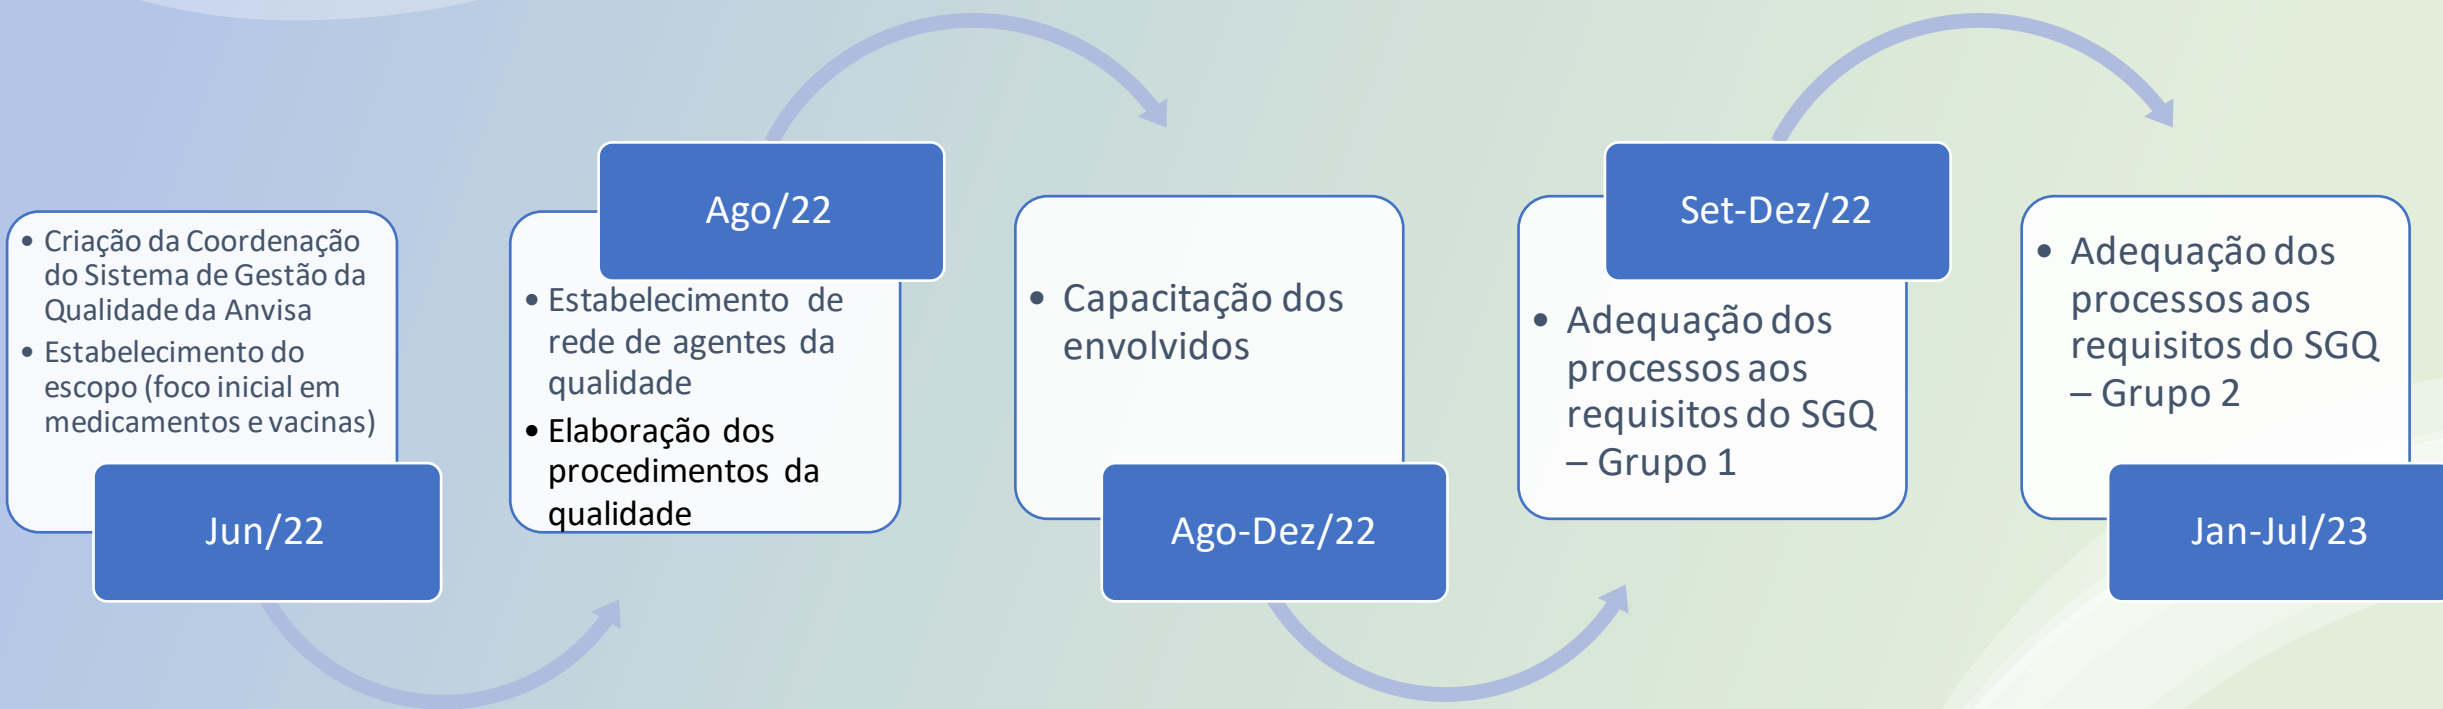 • Criação da Coordenação
do Sistema de Gestão da
Qualidade da Anvisa
• Estabelecimento do
escopo (foco inicial em
medicamentos e vacinas)
Jun/22
Ago/22
• Estabelecimento de
rede de agentes da
qualidade
• Elaboração dos
procedimentos da
qualidade
• Capacitação dos
envolvidos
Ago-Dez/22
Set-Dez/22
• Adequação dos
processos aos
requisitos do SGQ
– Grupo 1
• Adequação dos
processos aos
requisitos do SGQ
– Grupo 2
Jan-Jul/23